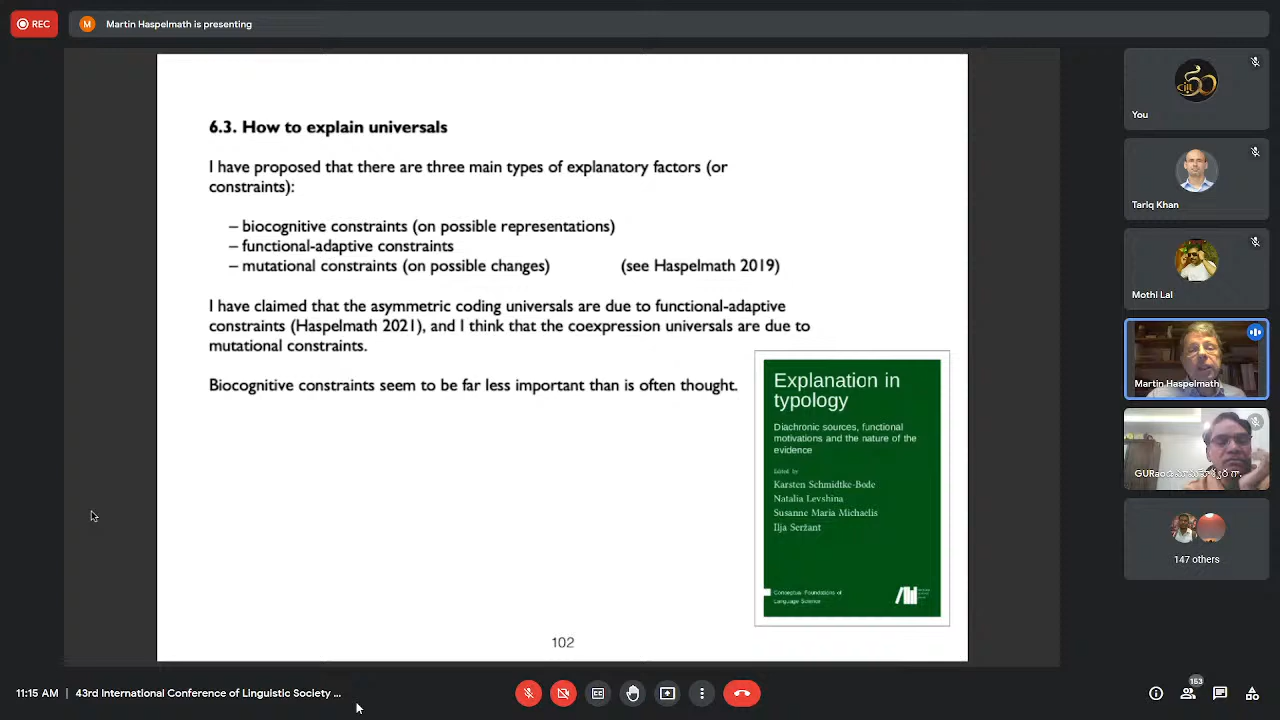 REC
M
Martin Haspelmath is presenting
6.3. How to explain universals
I have proposed that there are three main types of explanatory factors (or
constraints):
– biocognitive constraints (on possible representations)
– functional-adaptive constraints
– mutational constraints (on possible changes) (see Haspelmath 2019)
I have claimed that the asymmetric coding universals are due to functional-adaptive
constraints (Haspelmath 2021), and I think that the coexpression universals are due to
mutational constraints.
Biocognitive constraints seem to be far less important than is often thought.
Explanation in
typology
Diachronic sources, functional
motivations and the nature of the
evidence
Edited by
Karsten Schmidtke-Bode
Natalia Levshina
Susanne Maria Michaelis
Ilja Seržant
Conceptual Foundations of
Language Science
102
You
Tariq Khan
Martin Haspelmath
147 others
11:15 AM | 43rd International Conference of Linguistic Society ...
153